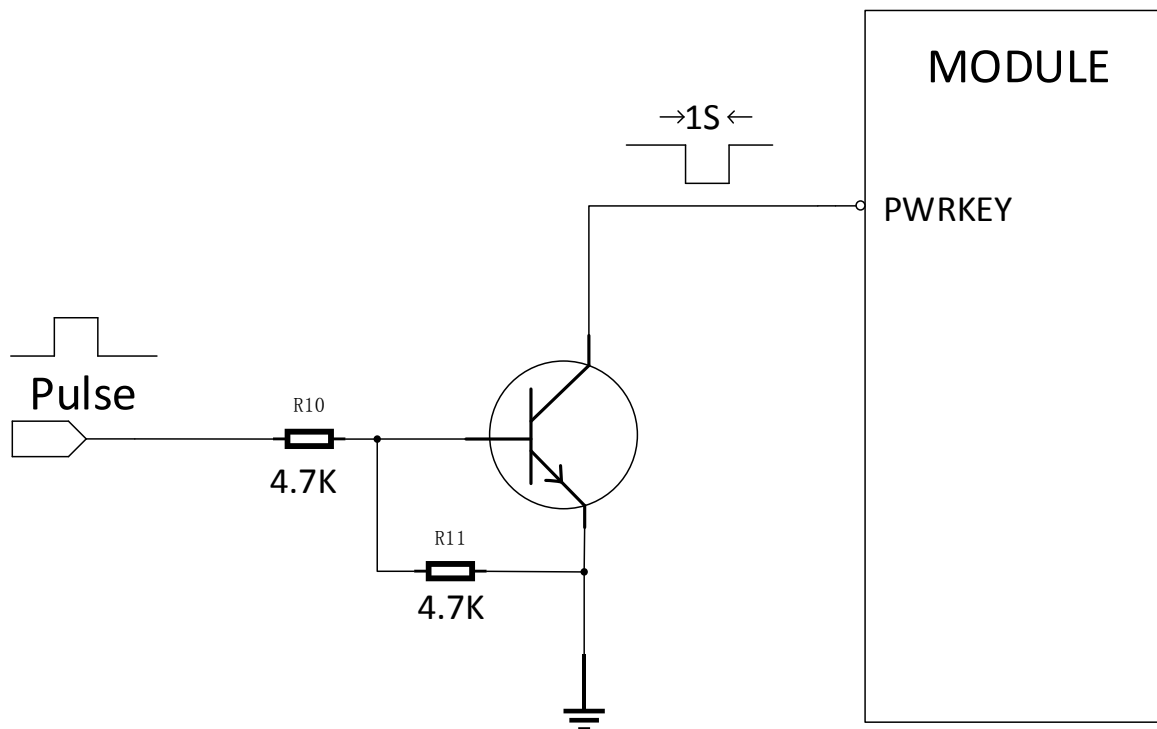 MODULE
→1S←
PWRKEY
Pulse
R10
4.7K
R11
4.7K